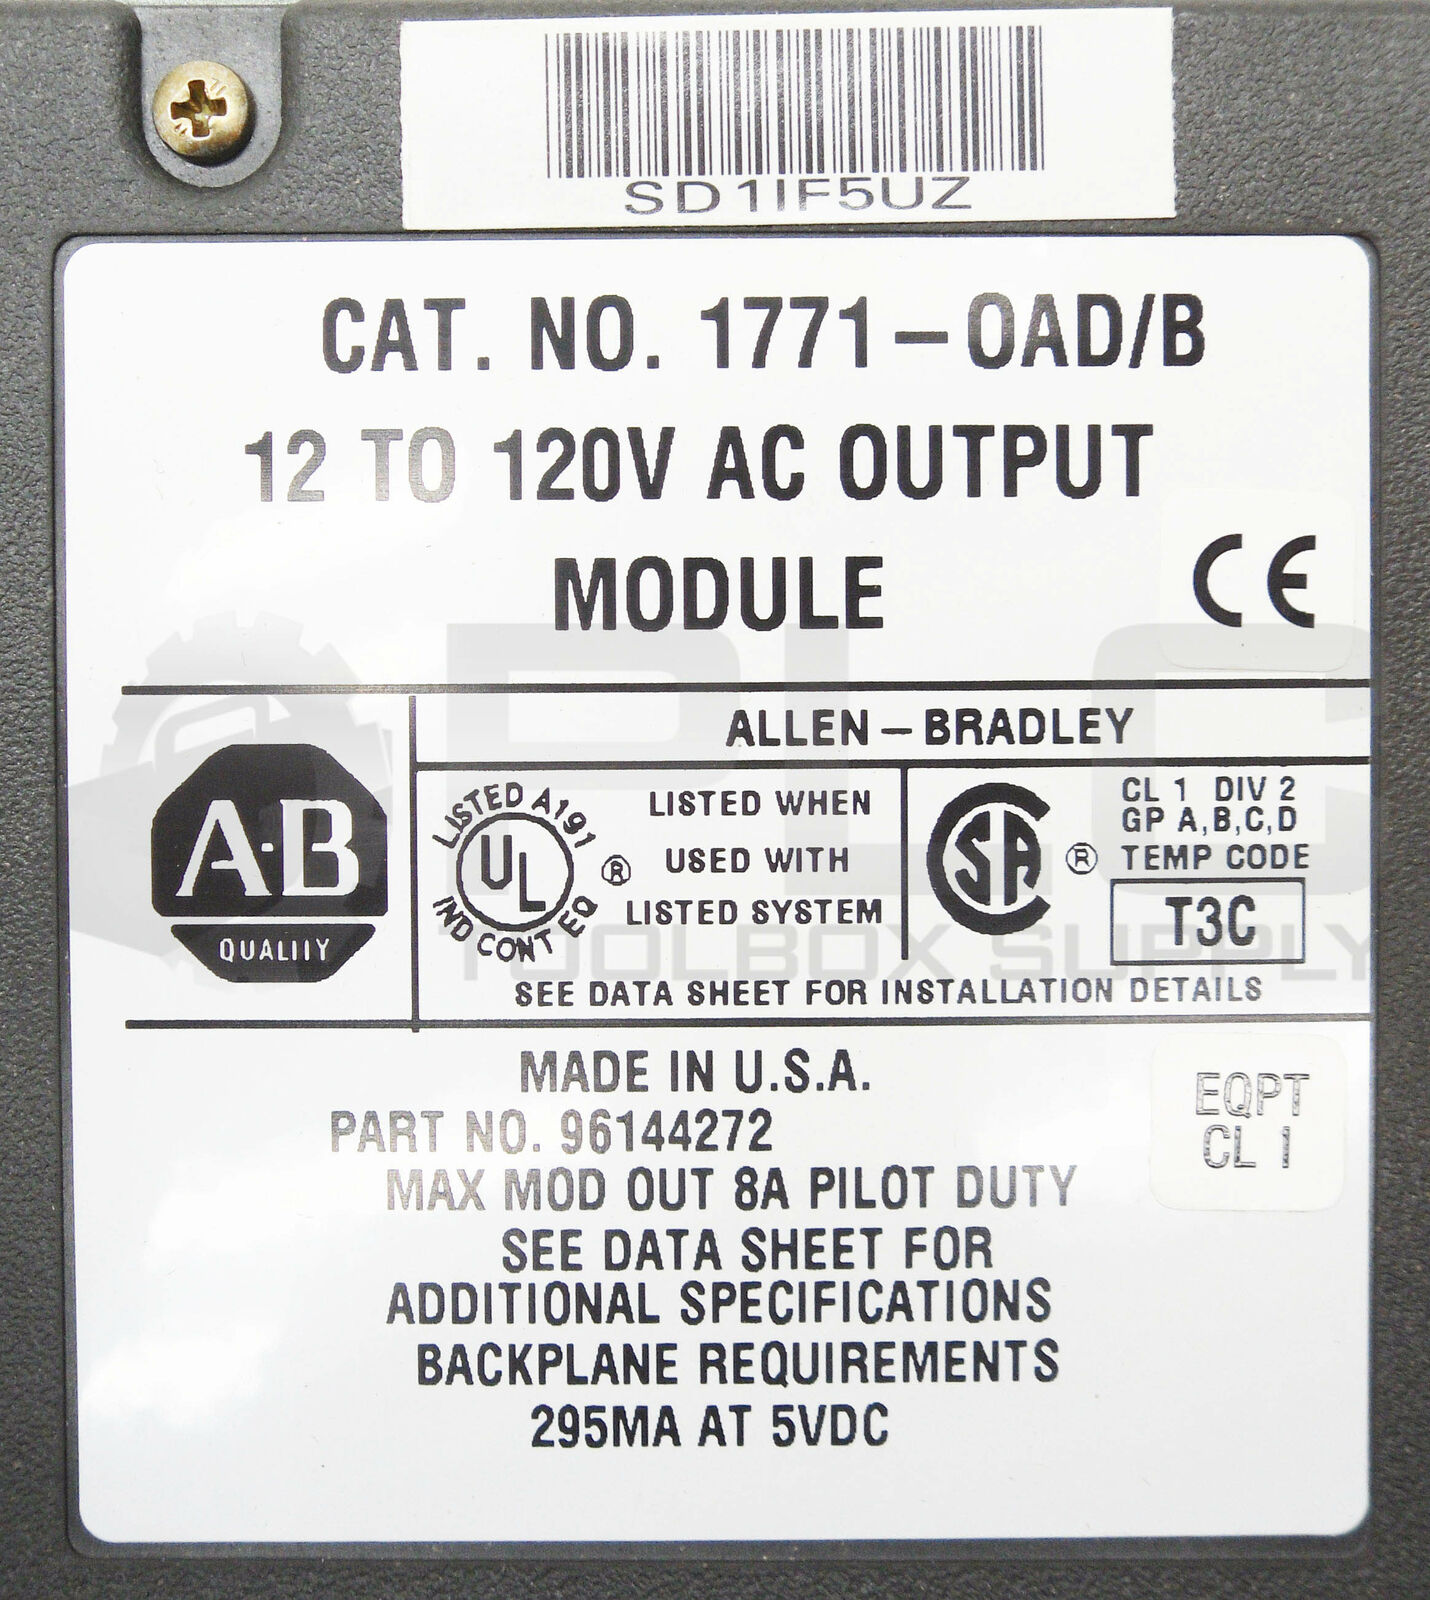 SD1IF5UZ
CAT. NO. 1771-OAD/B
12 TO 120V AC OUTPUT
MODULE
CE
ALLEN-BRADLEY
A-B
QUALITY
LISTED A191
UL
IND CONT EQ
®
LISTED WHEN
USED WITH
LISTED SYSTEM
SA
®
CL 1 DIV 2
GP A,B,C,D
TEMP CODE
T3C
SEE DATA SHEET FOR INSTALLATION DETAILS
PLC
TOOLBOX SUPPLY
MADE IN U.S.A.
PART NO. 96144272
MAX MOD OUT 8A PILOT DUTY
SEE DATA SHEET FOR
ADDITIONAL SPECIFICATIONS
BACKPLANE REQUIREMENTS
295MA AT 5VDC
EQPT
CL I